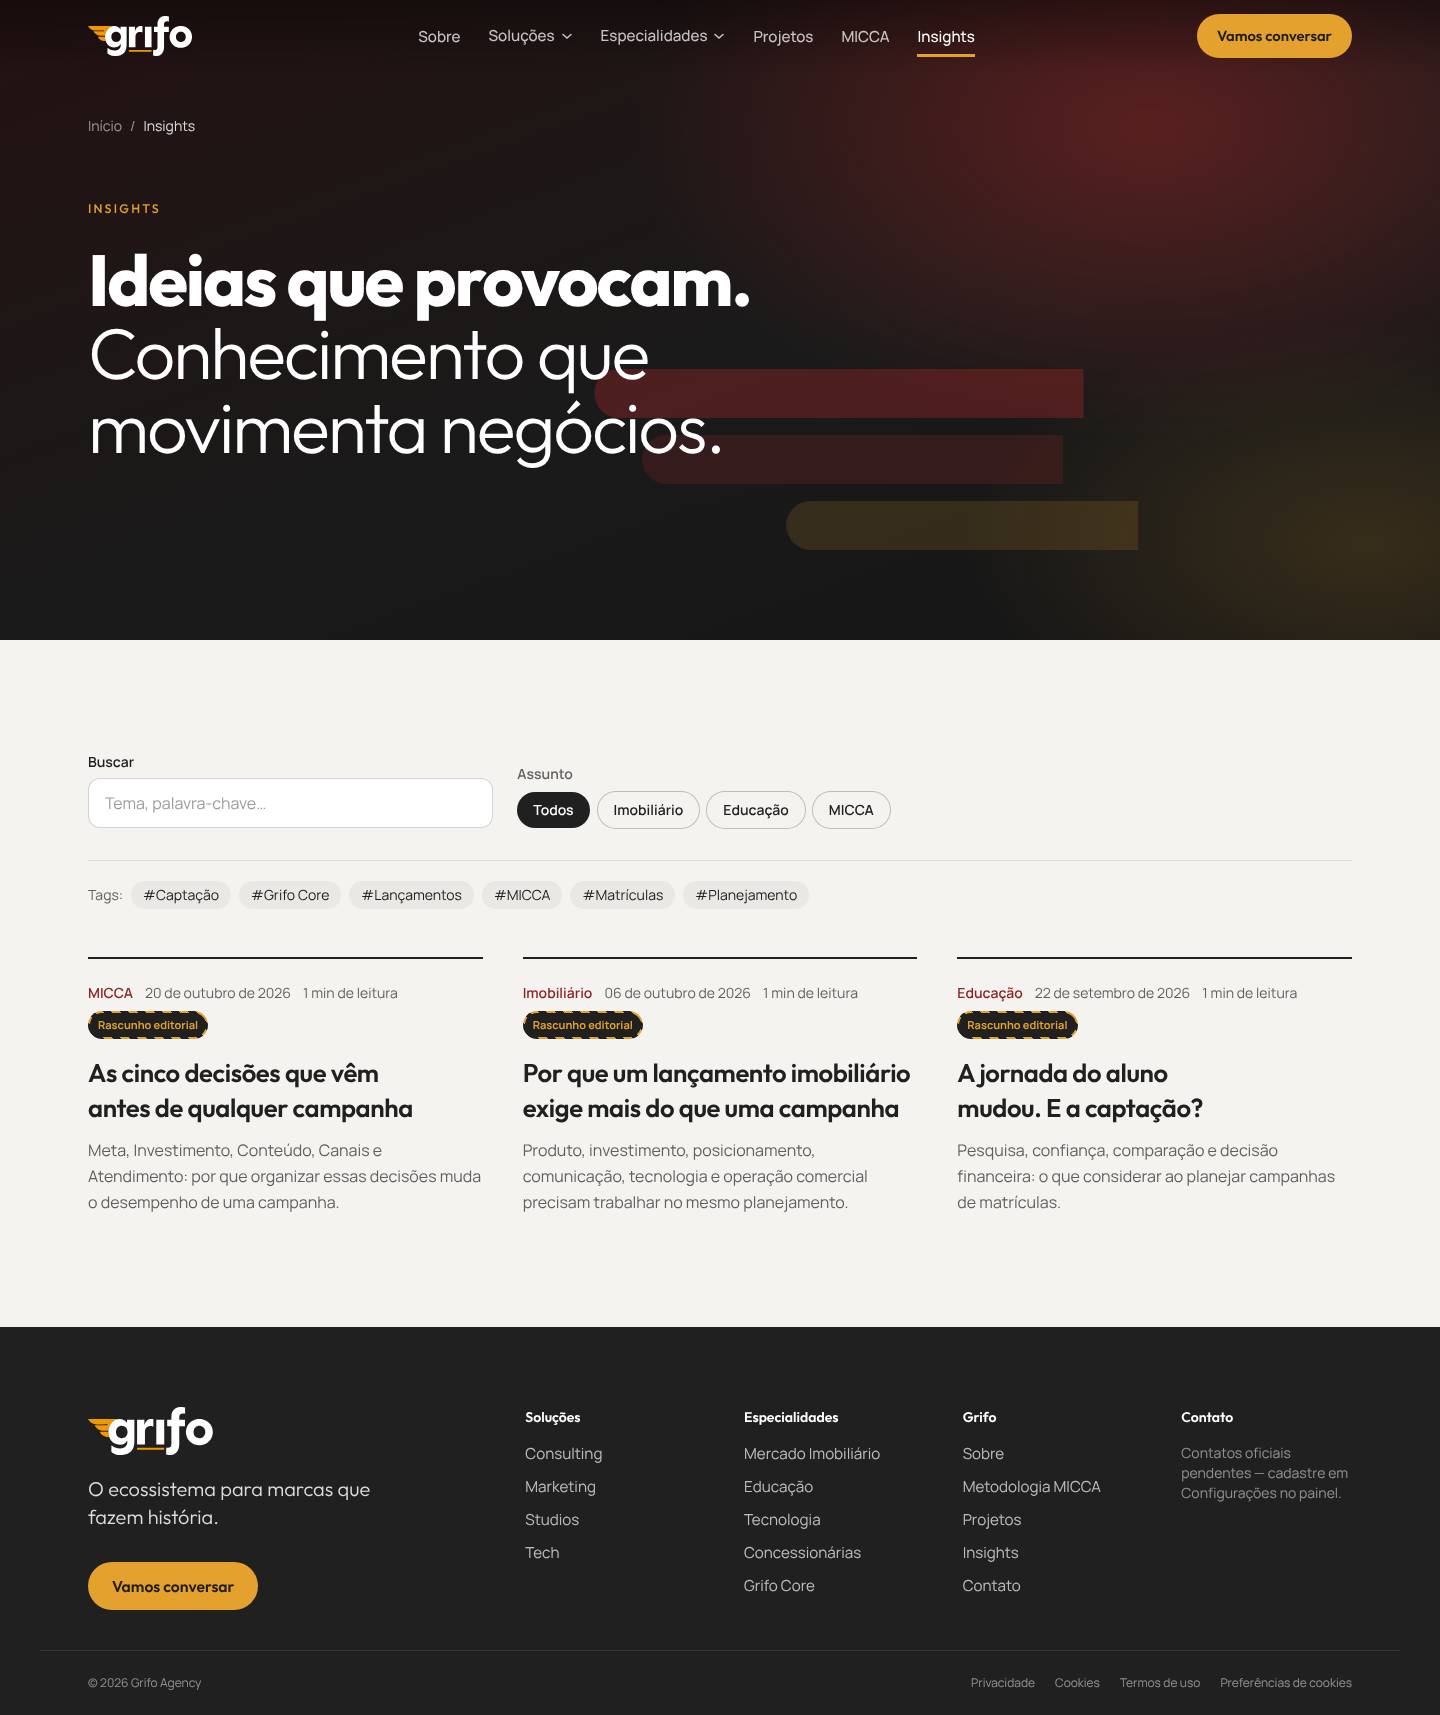 grifo
Sobre Soluções Especialidades Projetos MICCA Insights
Vamos conversar
Início / Insights
INSIGHTS
Ideias que provocam.
Conhecimento que
movimenta negócios.
Buscar
Tema, palavra-chave...
Assunto
Todos Imobiliário Educação MICCA
Tags: #Captação #Grifo Core #Lançamentos #MICCA #Matrículas #Planejamento
MICCA 20 de outubro de 2026 1 min de leitura
Rascunho editorial
As cinco decisões que vêm
antes de qualquer campanha
Meta, Investimento, Conteúdo, Canais e
Atendimento: por que organizar essas decisões muda
o desempenho de uma campanha.
Imobiliário 06 de outubro de 2026 1 min de leitura
Rascunho editorial
Por que um lançamento imobiliário
exige mais do que uma campanha
Produto, investimento, posicionamento,
comunicação, tecnologia e operação comercial
precisam trabalhar no mesmo planejamento.
Educação 22 de setembro de 2026 1 min de leitura
Rascunho editorial
A jornada do aluno
mudou. E a captação?
Pesquisa, confiança, comparação e decisão
financeira: o que considerar ao planejar campanhas
de matrículas.
grifo
O ecossistema para marcas que
fazem história.
Vamos conversar
Soluções
Consulting
Marketing
Studios
Tech
Especialidades
Mercado Imobiliário
Educação
Tecnologia
Concessionárias
Grifo Core
Grifo
Sobre
Metodologia MICCA
Projetos
Insights
Contato
Contato
Contatos oficiais
pendentes — cadastre em
Configurações no painel.
© 2026 Grifo Agency
Privacidade Cookies Termos de uso Preferências de cookies